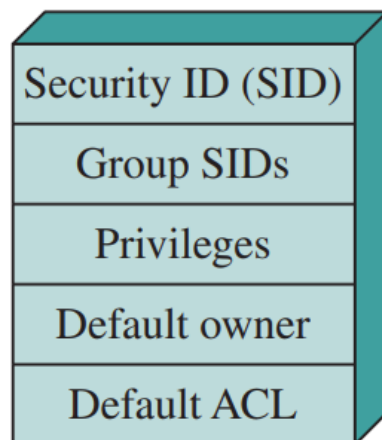 Security ID (SID)
Group SIDs
Privileges
Default owner
Default ACL